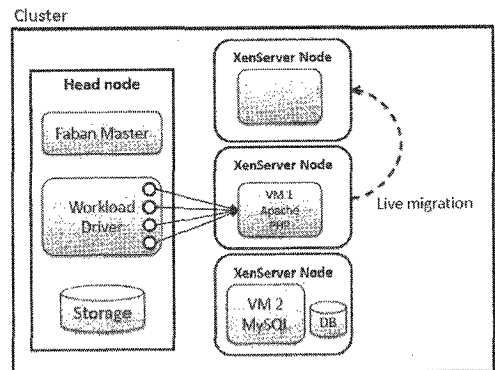 Cluster
Head node
Faban Master
Workload
Driver
Storage
XenServer Node
XenServer Node
VM 1
Apache
PHP
XenServer Node
VM 2
MySQL
DB
Live migration